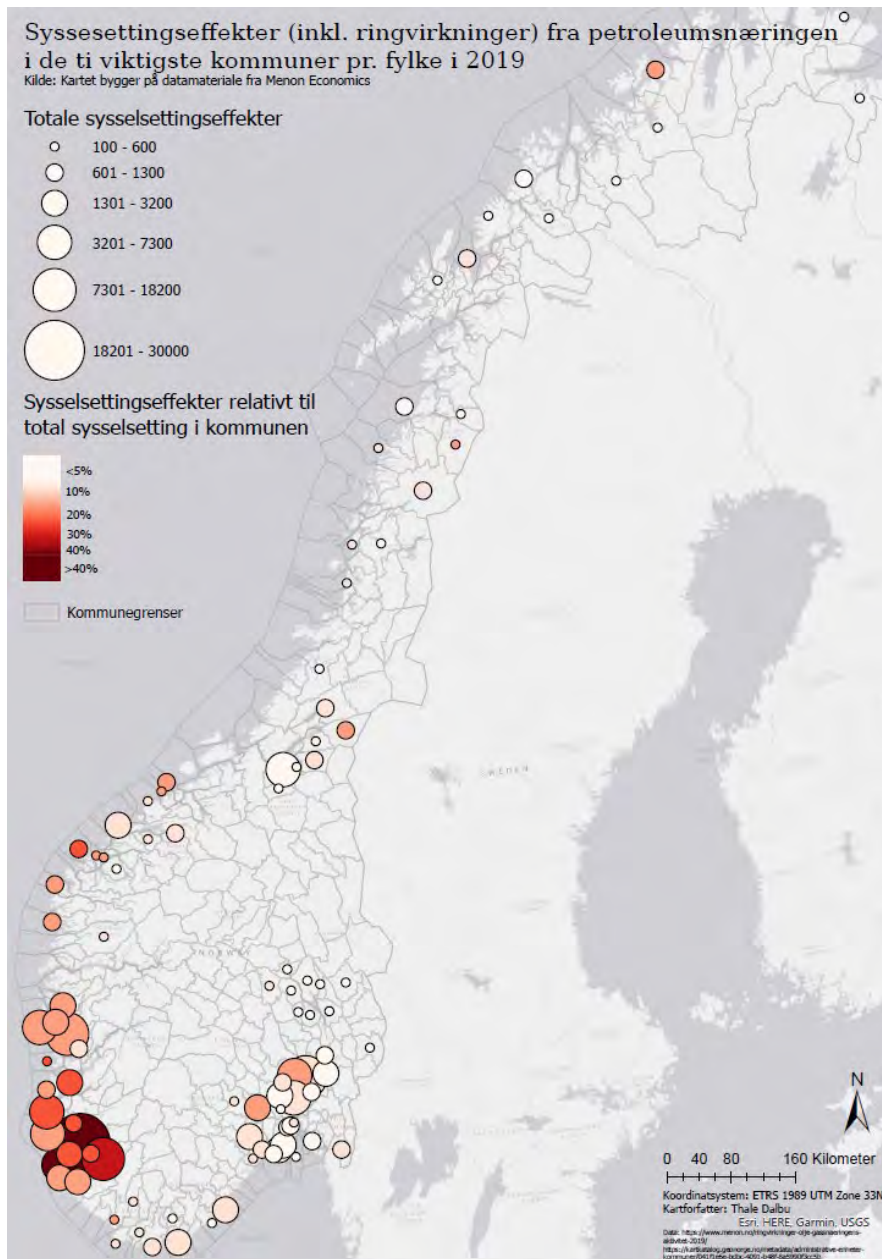 Syssesettingseffekter (inkl. ringvirkninger) fra petroleumsnæringen
i de ti viktigste kommuner pr. fylke i 2019
Kilde: Kartet bygger på datamateriale fra Menon Economics
Totale sysselsettingseffekter
100 - 600
601 - 1300
1301 - 3200
3201 - 7300
7301 - 18200
18201 - 30000
Sysselsettingseffekter relativt til
total sysselsetting i kommunen
<5%
10%
20%
30%
40%
>40%
Kommunegrenser
SWEDEN
NORWAY
N
0 40 80 160 Kilometer
Koordinatsystem: ETRS 1989 UTM Zone 33N
Kartforfatter: Thale Dalbu
Esri, HERE, Garmin, USGS